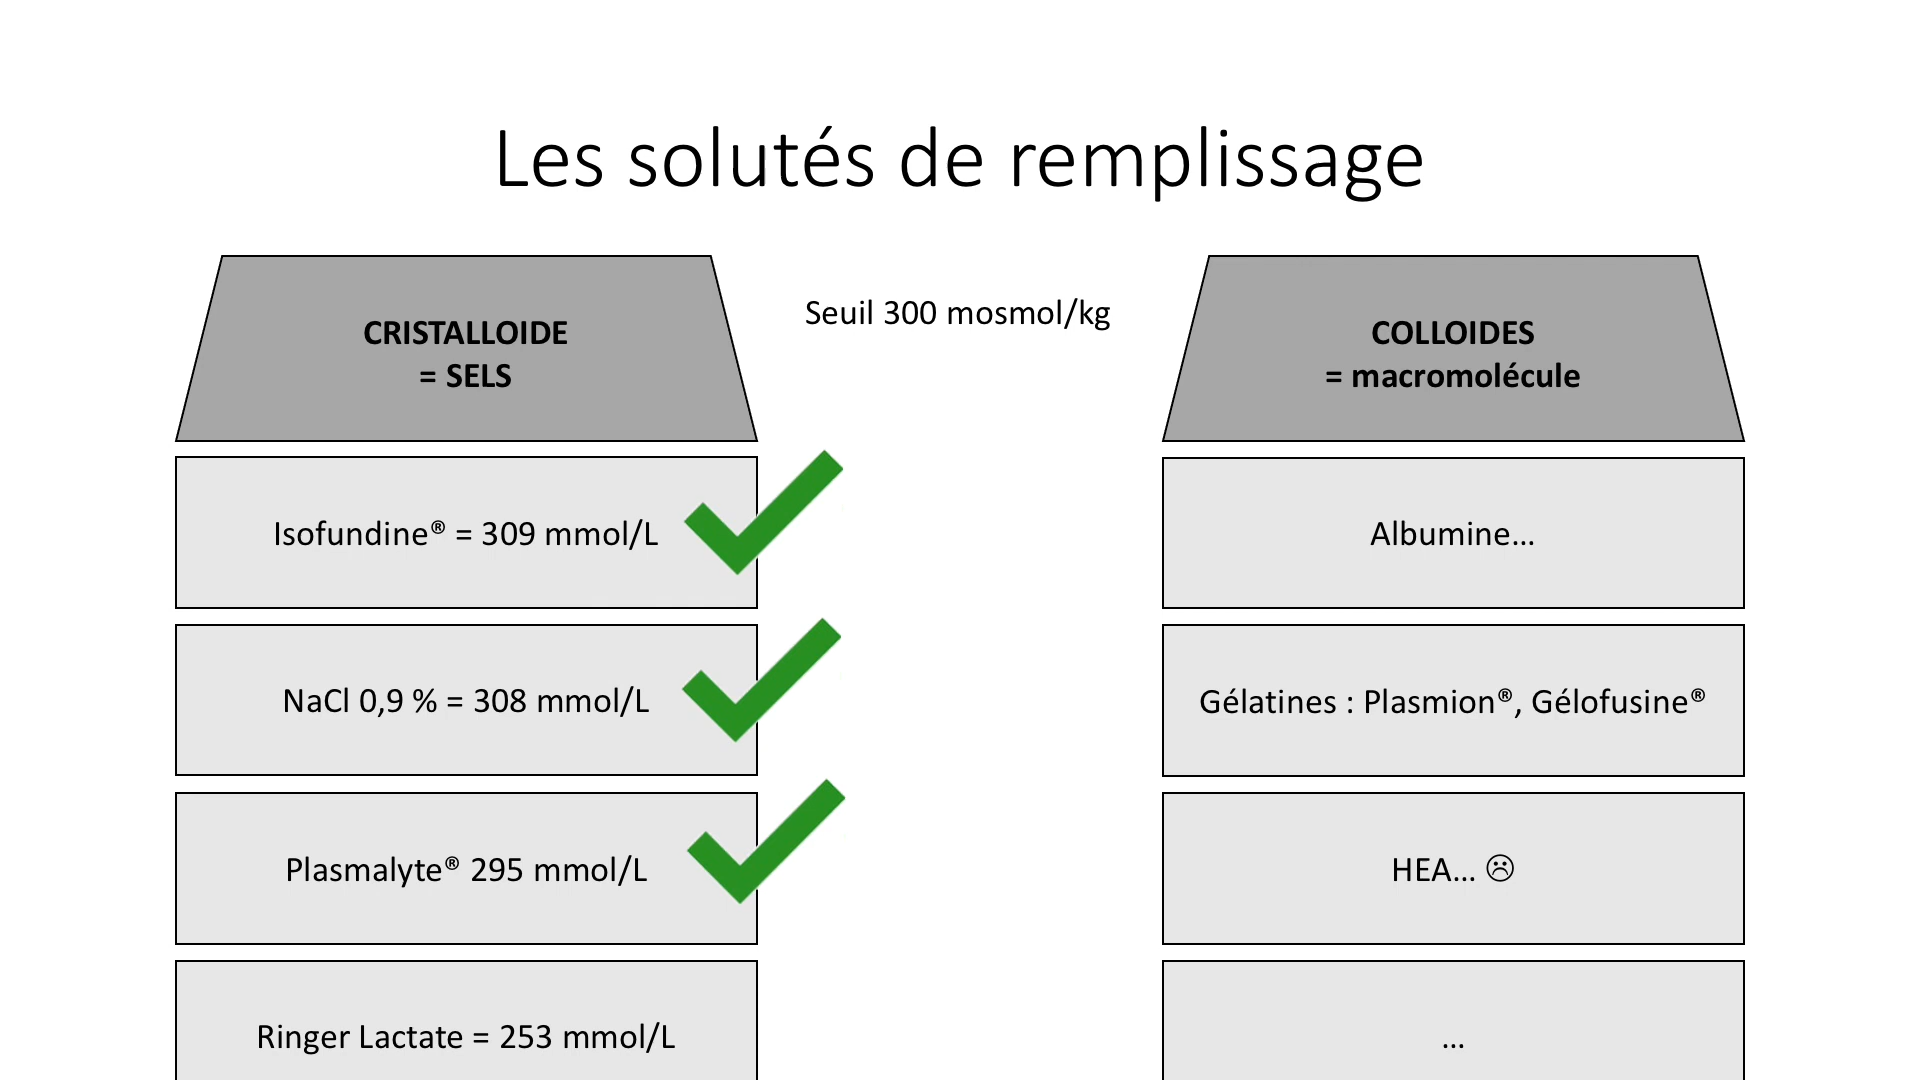 Les solutés de remplissage
CRISTALLOIDE
= SELS
Seuil 300 mosmol/kg
COLLOIDES
= macromolécule
Isofundine® = 309 mmol/L
Albumine...
NaCl 0,9 % = 308 mmol/L
Gélatines : Plasmion®, Gélofusine®
Plasmalyte® 295 mmol/L
HEA... ☹
Ringer Lactate = 253 mmol/L
...